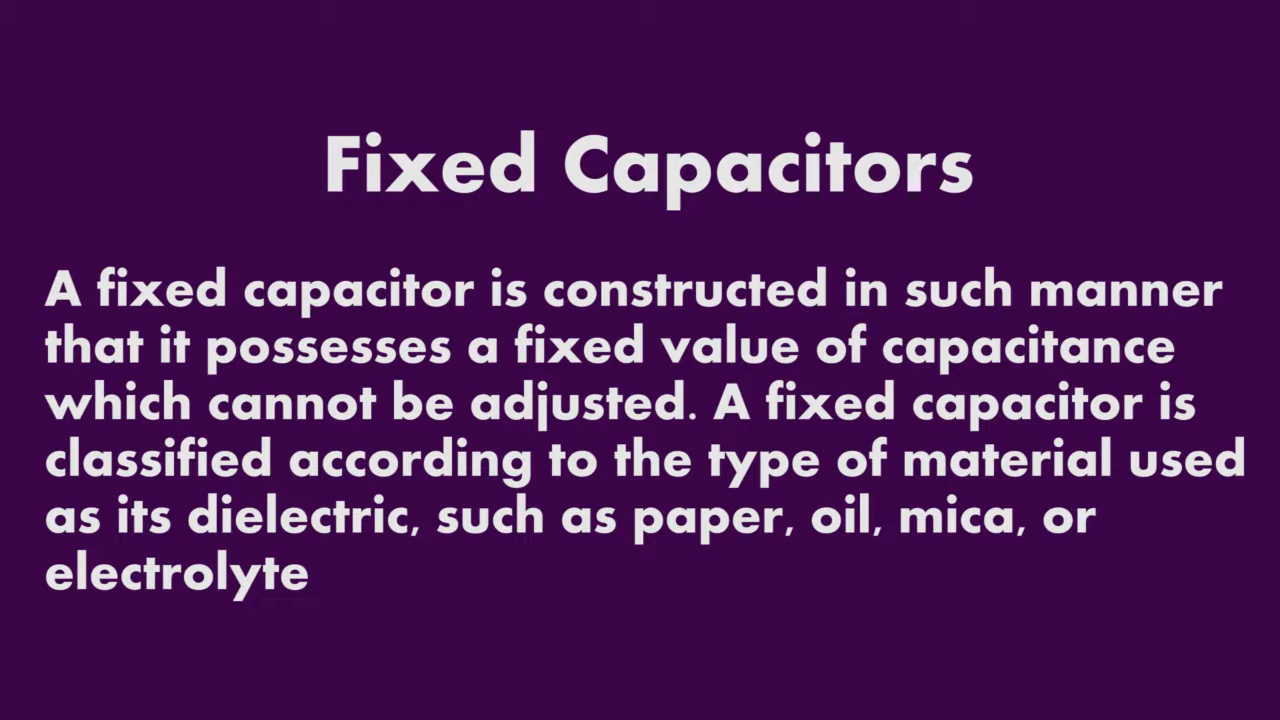 Fixed Capacitors
A fixed capacitor is constructed in such manner
that it possesses a fixed value of capacitance
which cannot be adjusted. A fixed capacitor is
classified according to the type of material used
as its dielectric, such as paper, oil, mica, or
electrolyte